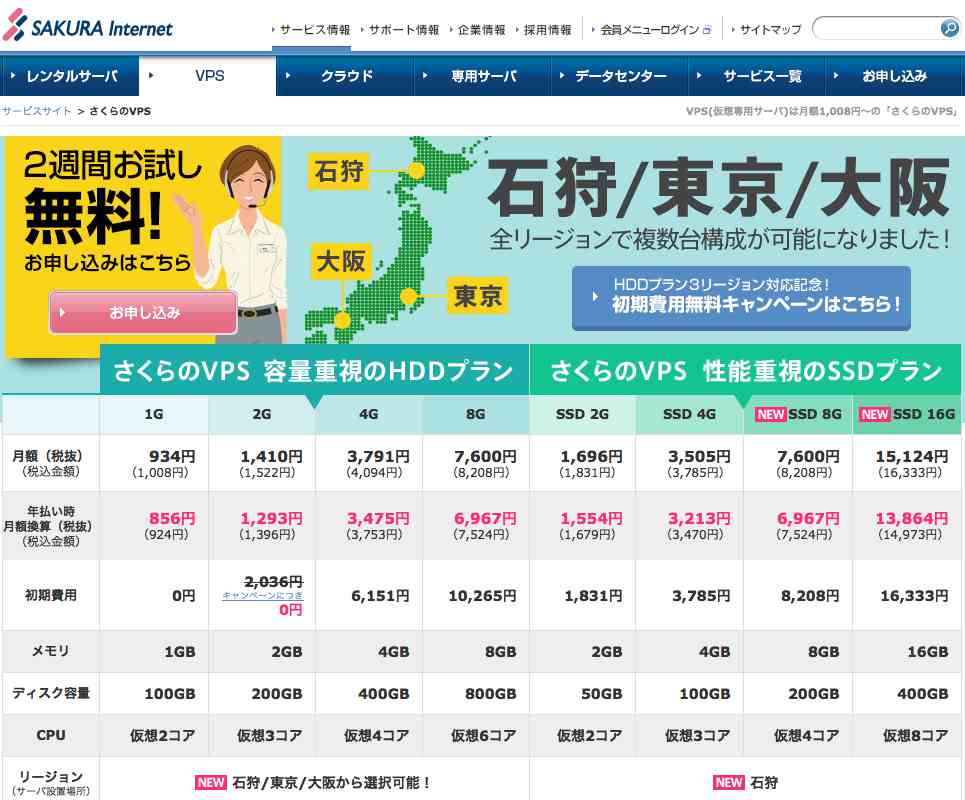 SAKURA Internet
サービス情報 サポート情報 企業情報 採用情報 会員メニューログイン サイトマップ
レンタルサーバ VPS クラウド 専用サーバ データセンター サービス一覧 お申し込み
サービスサイト > さくらのVPS VPS(仮想専用サーバ)は月額1,008円〜の「さくらのVPS」
2週間お試し
無料!
お申し込みはこちら
お申し込み
石狩
大阪
東京
石狩/東京/大阪
全リージョンで複数台構成が可能になりました!
HDDプラン3リージョン対応記念!
初期費用無料キャンペーンはこちら!
さくらのVPS 容量重視のHDDプラン さくらのVPS 性能重視のSSDプラン
1G 2G 4G 8G SSD 2G SSD 4G NEW SSD 8G NEW SSD 16G
月額(税抜) 934円 1,410円 3,791円 7,600円 1,696円 3,505円 7,600円 15,124円
(税込金額) (1,008円) (1,522円) (4,094円) (8,208円) (1,831円) (3,785円) (8,208円) (16,333円)
年払い時
月額換算(税抜) 856円 1,293円 3,475円 6,967円 1,554円 3,213円 6,967円 13,864円
(税込金額) (924円) (1,396円) (3,753円) (7,524円) (1,679円) (3,470円) (7,524円) (14,973円)
2,036円
初期費用 0円 キャンペーンにつき 6,151円 10,265円 1,831円 3,785円 8,208円 16,333円
0円
メモリ 1GB 2GB 4GB 8GB 2GB 4GB 8GB 16GB
ディスク容量 100GB 200GB 400GB 800GB 50GB 100GB 200GB 400GB
CPU 仮想2コア 仮想3コア 仮想4コア 仮想6コア 仮想2コア 仮想3コア 仮想4コア 仮想8コア
リージョン NEW 石狩/東京/大阪から選択可能! NEW 石狩
(サーバ設置場所)